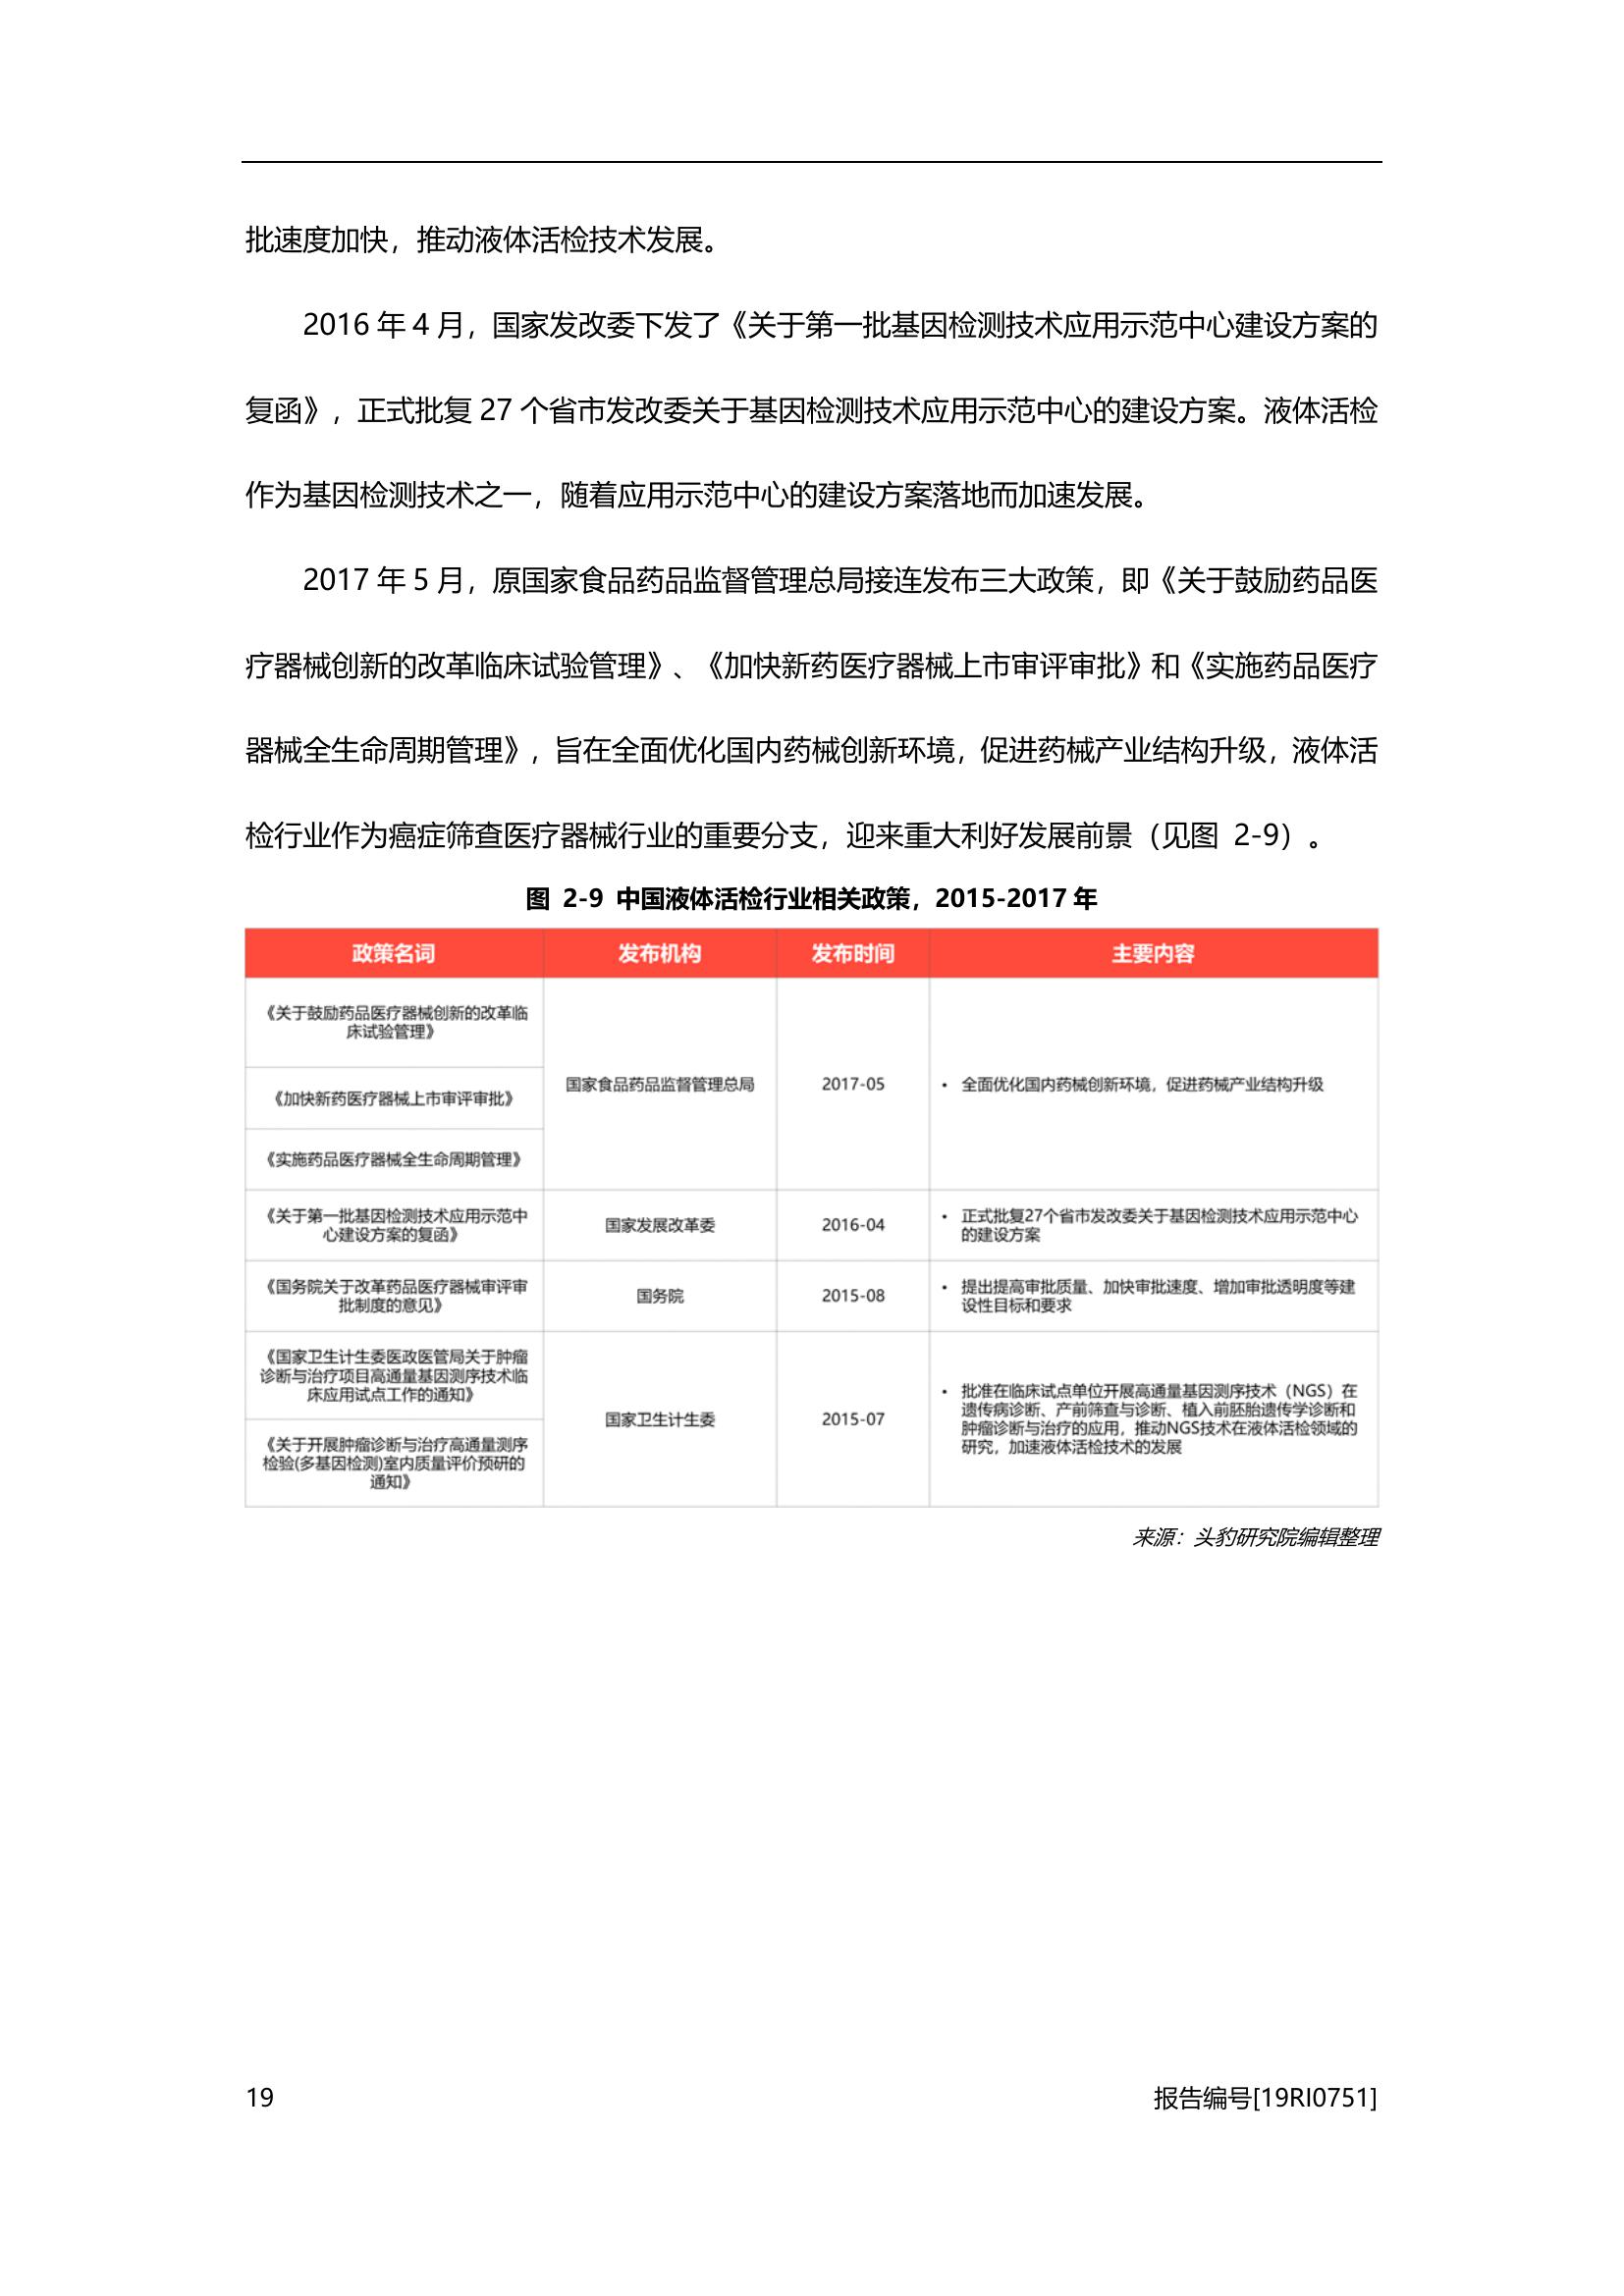 批速度加快，推动液体活检技术发展。
2016 年 4 月，国家发改委下发了《关于第一批基因检测技术应用示范中心建设方案的
复函》，正式批复 27 个省市发改委关于基因检测技术应用示范中心的建设方案。液体活检
作为基因检测技术之一，随着应用示范中心的建设方案落地而加速发展。
2017 年 5 月，原国家食品药品监督管理总局接连发布三大政策，即《关于鼓励药品医
疗器械创新的改革临床试验管理》、《加快新药医疗器械上市审评审批》和《实施药品医疗
器械全生命周期管理》，旨在全面优化国内药械创新环境，促进药械产业结构升级，液体活
检行业作为癌症筛查医疗器械行业的重要分支，迎来重大利好发展前景（见图 2-9）。
图 2-9 中国液体活检行业相关政策，2015-2017 年
政策名词 发布机构 发布时间 主要内容
《关于鼓励药品医疗器械创新的改革临
床试验管理》
《加快新药医疗器械上市审评审批》
《实施药品医疗器械全生命周期管理》
国家食品药品监督管理总局 2017-05 • 全面优化国内药械创新环境，促进药械产业结构升级
《关于第一批基因检测技术应用示范中
心建设方案的复函》
国家发展改革委 2016-04
• 正式批复27个省市发改委关于基因检测技术应用示范中心
的建设方案
《国务院关于改革药品医疗器械审评审
批制度的意见》
国务院 2015-08
• 提出提高审批质量、加快审批速度、增加审批透明度等建
设性目标和要求
《国家卫生计生委医政医管局关于肿瘤
诊断与治疗项目高通量基因测序技术临
床应用试点工作的通知》
《关于开展肿瘤诊断与治疗高通量测序
检验(多基因检测)室内质量评价预研的
通知》
国家卫生计生委 2015-07
• 批准在临床试点单位开展高通量基因测序技术（NGS）在
遗传病诊断、产前筛查与诊断、植入前胚胎遗传学诊断和
肿瘤诊断与治疗的应用，推动NGS技术在液体活检领域的
研究，加速液体活检技术的发展
来源：头豹研究院编辑整理
19 报告编号[19RI0751]